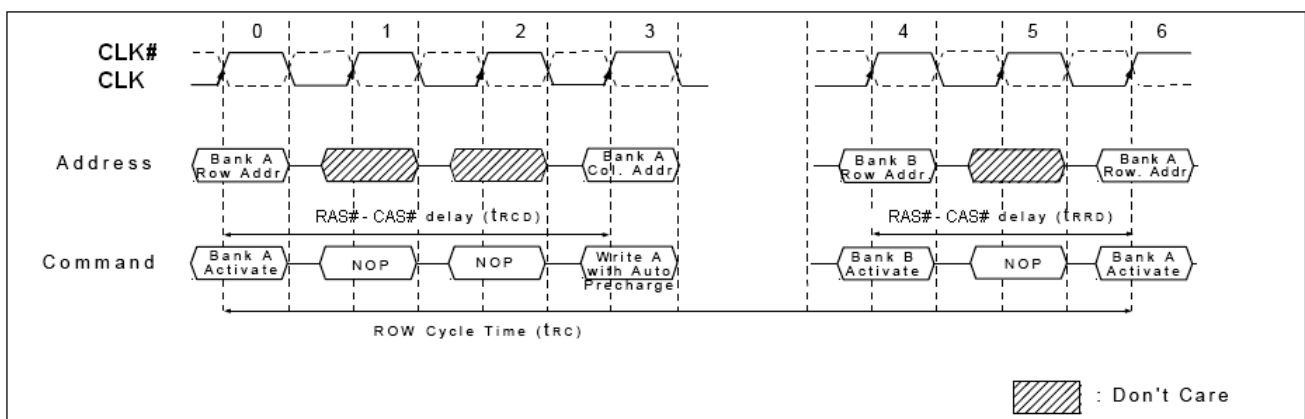 0 1 2 3 4 5 6
CLK#
CLK
Address
Bank A
Row Addr
Bank A
Col. Addr
Bank B
Row Addr.
Bank A
Row. Addr
RAS# - CAS# delay (tRCD)
RAS# - CAS# delay (tRRD)
Command
Bank A
Activate
NOP
NOP
Write A
with Auto
Precharge
Bank B
Activate
NOP
Bank A
Activate
ROW Cycle Time (tRC)
: Don't Care